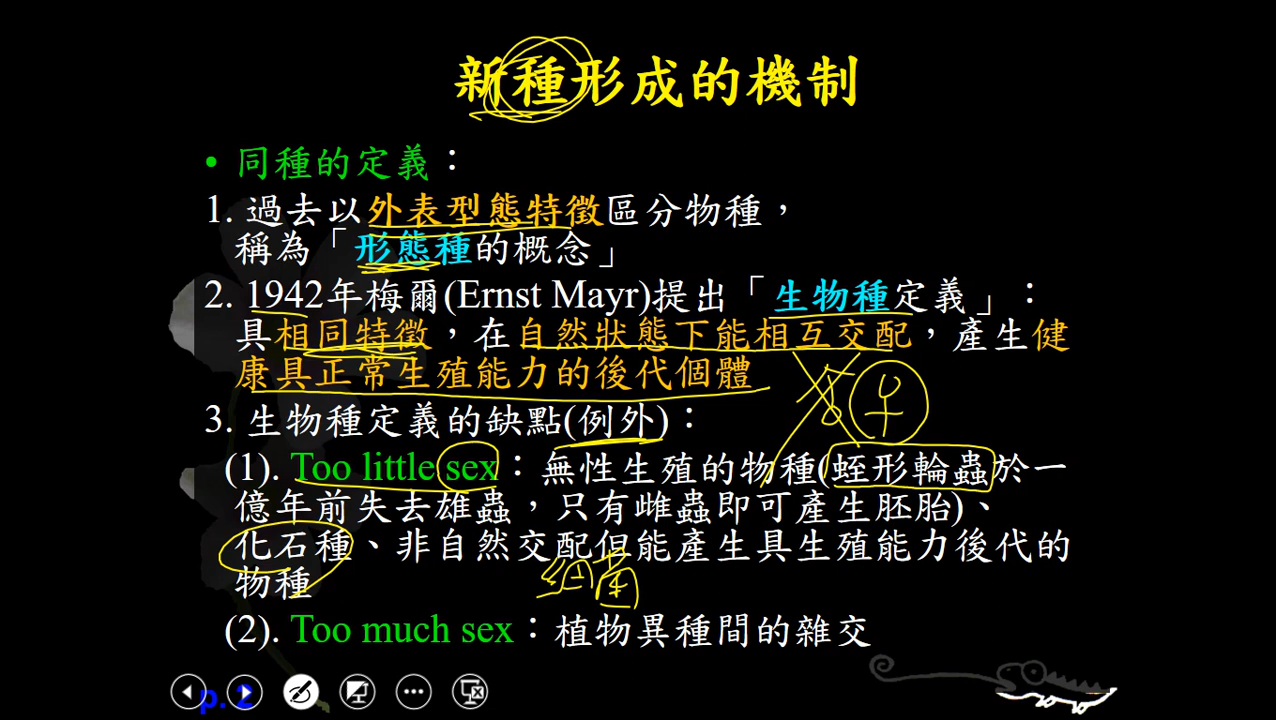 新種形成的機制
• 同種的定義：
1. 過去以外表型態特徵區分物種，
稱為「形態種的概念」
2. 1942年梅爾(Ernst Mayr)提出「生物種定義」：
具相同特徵，在自然狀態下能相互交配，產生健
康具正常生殖能力的後代個體
♂ ♀
3. 生物種定義的缺點(例外)：
(1). Too little sex：無性生殖的物種(蛭形輪蟲於一
億年前失去雄蟲，只有雌蟲即可產生胚胎)、
化石種、非自然交配但能產生具生殖能力後代的
物種
細菌
(2). Too much sex：植物異種間的雜交
p. 2